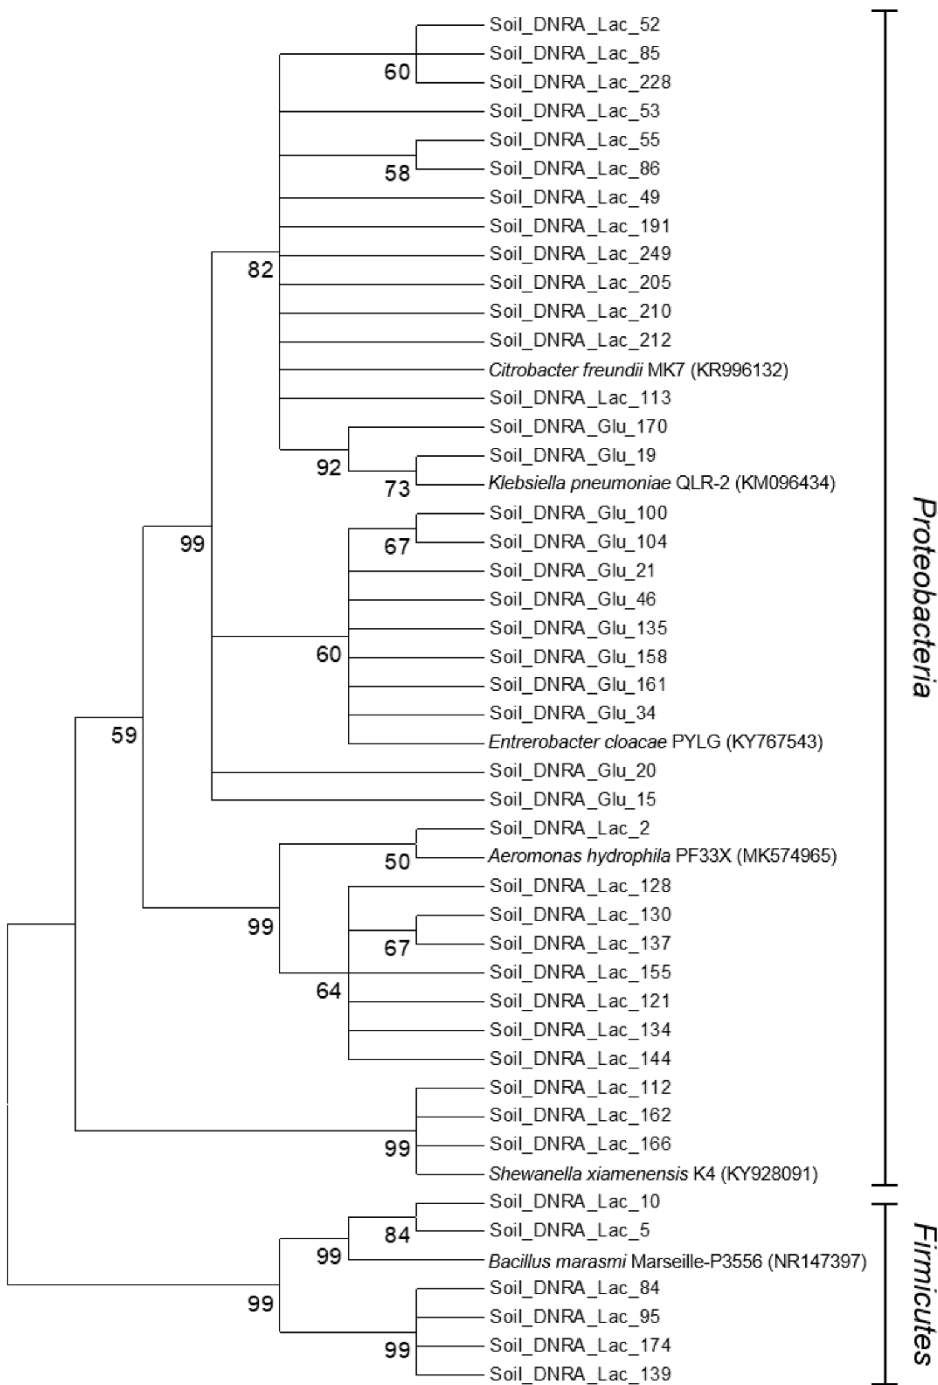 Soil_DNRA_Lac_52
Soil_DNRA_Lac_85
60
Soil_DNRA_Lac_228
Soil_DNRA_Lac_53
Soil_DNRA_Lac_55
58
Soil_DNRA_Lac_86
Soil_DNRA_Lac_49
Soil_DNRA_Lac_191
82
Soil_DNRA_Lac_249
Soil_DNRA_Lac_205
Soil_DNRA_Lac_210
Soil_DNRA_Lac_212
Citrobacter freundii MK7 (KR996132)
Soil_DNRA_Lac_113
Soil_DNRA_Glu_170
92
Soil_DNRA_Glu_19
73
Klebsiella pneumoniae QLR-2 (KM096434)
Soil_DNRA_Glu_100
99
67
Soil_DNRA_Glu_104
Soil_DNRA_Glu_21
Soil_DNRA_Glu_46
Soil_DNRA_Glu_135
60
Soil_DNRA_Glu_158
Soil_DNRA_Glu_161
Soil_DNRA_Glu_34
59
Entrerobacter cloacae PYLG (KY767543)
Soil_DNRA_Glu_20
Soil_DNRA_Glu_15
Soil_DNRA_Lac_2
50
Aeromonas hydrophila PF33X (MK574965)
Soil_DNRA_Lac_128
99
Soil_DNRA_Lac_130
67
Soil_DNRA_Lac_137
Soil_DNRA_Lac_155
64
Soil_DNRA_Lac_121
Soil_DNRA_Lac_134
Soil_DNRA_Lac_144
Soil_DNRA_Lac_112
Soil_DNRA_Lac_162
99
Soil_DNRA_Lac_166
Shewanella xiamenensis K4 (KY928091)
Proteobacteria
Soil_DNRA_Lac_10
84
Soil_DNRA_Lac_5
99
Bacillus marasmi Marseille-P3556 (NR147397)
99
Soil_DNRA_Lac_84
Soil_DNRA_Lac_95
99
Soil_DNRA_Lac_174
Soil_DNRA_Lac_139
Firmicutes